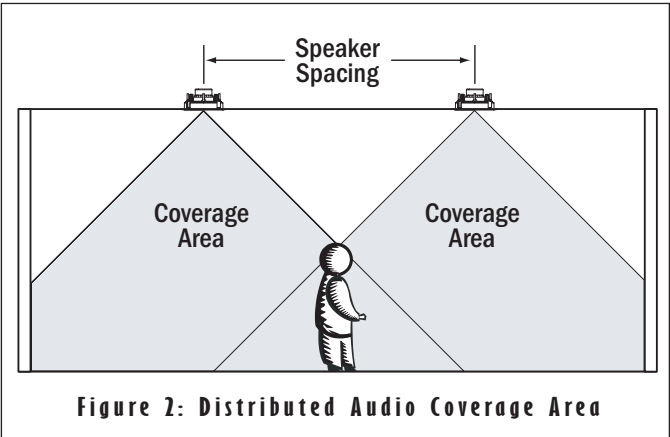 Speaker
Spacing
Coverage
Area
Coverage
Area
Figure 2: Distributed Audio Coverage Area